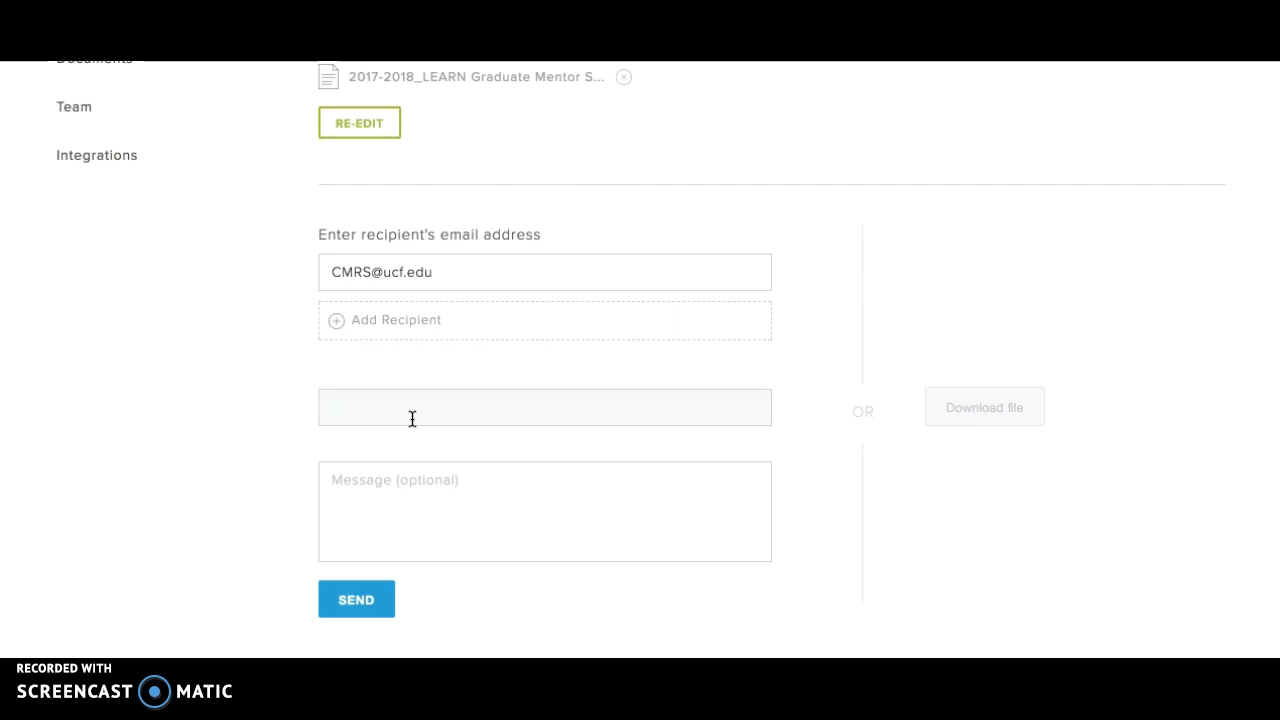 Documents
2017-2018_LEARN Graduate Mentor S...
Team
RE-EDIT
Integrations
Enter recipient's email address
CMRS@ucf.edu
Add Recipient
OR
Download file
Message (optional)
SEND
RECORDED WITH
SCREENCAST MATIC